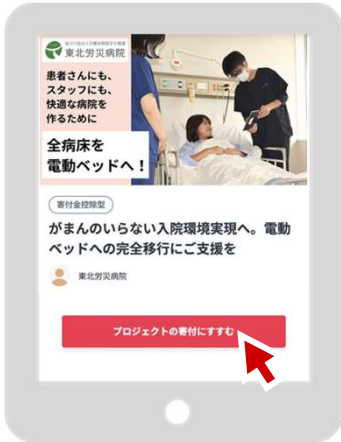 独立行政法人労働者健康安全機構
東北労災病院
患者さんにも、
スタッフにも、
快適な病院を
作るために
全病床を
電動ベッドへ！
寄付金控除型
がまんのいらない入院環境実現へ。電動
ベッドへの完全移行にご支援を
東北労災病院
プロジェクトの寄付にすすむ